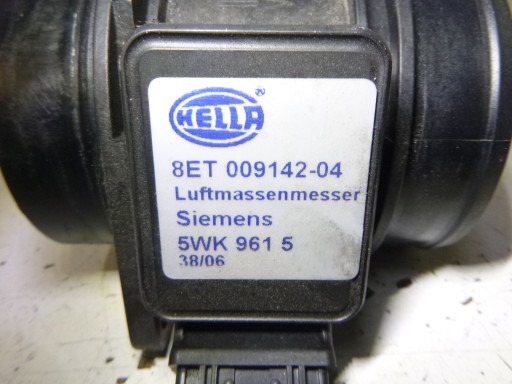 HELLA ®
8ET 009142-04
Luftmassenmesser
Siemens
5WK 961 5
38/06